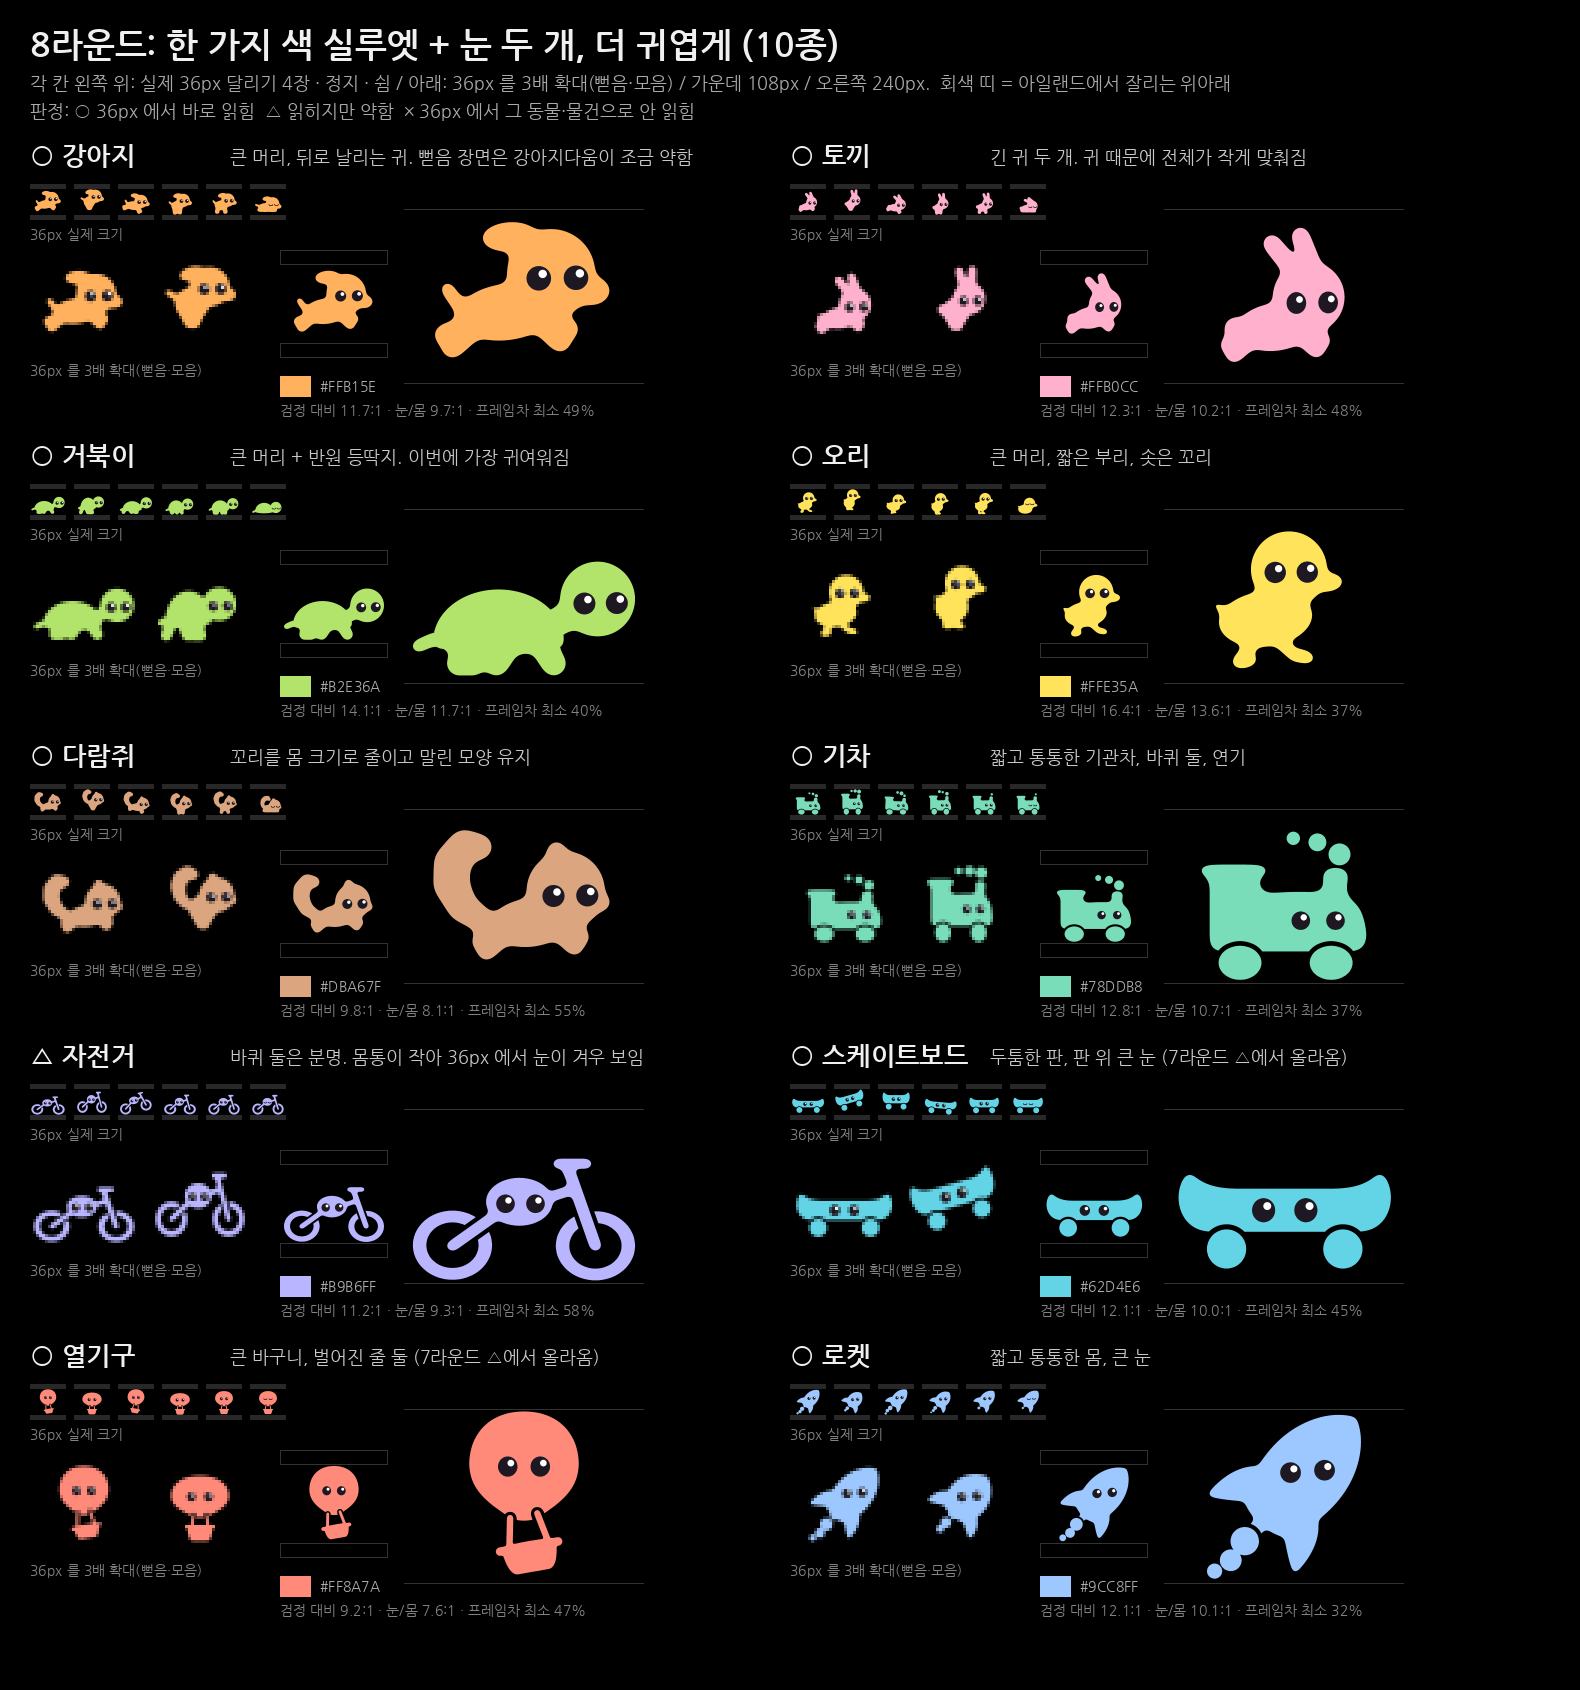 8라운드: 한 가지 색 실루엣 + 눈 두 개, 더 귀엽게 (10종)
각 칸 왼쪽 위: 실제 36px 달리기 4장 · 정지 · 쉼 / 아래: 36px 를 3배 확대(뻗음·모음) / 가운데 108px / 오른쪽 240px.  회색 띠 = 아일랜드에서 잘리는 위아래
판정: ○ 36px 에서 바로 읽힘  △ 읽히지만 약함  × 36px 에서 그 동물·물건으로 안 읽힘
○ 강아지
큰 머리, 뒤로 날리는 귀. 뻗음 장면은 강아지다움이 조금 약함
36px 실제 크기
36px 를 3배 확대(뻗음·모음)
#FFB15E
검정 대비 11.7:1 · 눈/몸 9.7:1 · 프레임차 최소 49%
○ 토끼
긴 귀 두 개. 귀 때문에 전체가 작게 맞춰짐
36px 실제 크기
36px 를 3배 확대(뻗음·모음)
#FFB0CC
검정 대비 12.3:1 · 눈/몸 10.2:1 · 프레임차 최소 48%
○ 거북이
큰 머리 + 반원 등딱지. 이번에 가장 귀여워짐
36px 실제 크기
36px 를 3배 확대(뻗음·모음)
#B2E36A
검정 대비 14.1:1 · 눈/몸 11.7:1 · 프레임차 최소 40%
○ 오리
큰 머리, 짧은 부리, 솟은 꼬리
36px 실제 크기
36px 를 3배 확대(뻗음·모음)
#FFE35A
검정 대비 16.4:1 · 눈/몸 13.6:1 · 프레임차 최소 37%
○ 다람쥐
꼬리를 몸 크기로 줄이고 말린 모양 유지
36px 실제 크기
36px 를 3배 확대(뻗음·모음)
#DBA67F
검정 대비 9.8:1 · 눈/몸 8.1:1 · 프레임차 최소 55%
○ 기차
짧고 통통한 기관차, 바퀴 둘, 연기
36px 실제 크기
36px 를 3배 확대(뻗음·모음)
#78DDB8
검정 대비 12.8:1 · 눈/몸 10.7:1 · 프레임차 최소 37%
△ 자전거
바퀴 둘은 분명. 몸통이 작아 36px 에서 눈이 겨우 보임
36px 실제 크기
36px 를 3배 확대(뻗음·모음)
#B9B6FF
검정 대비 11.2:1 · 눈/몸 9.3:1 · 프레임차 최소 58%
○ 스케이트보드
두툼한 판, 판 위 큰 눈 (7라운드 △에서 올라옴)
36px 실제 크기
36px 를 3배 확대(뻗음·모음)
#62D4E6
검정 대비 12.1:1 · 눈/몸 10.0:1 · 프레임차 최소 45%
○ 열기구
큰 바구니, 벌어진 줄 둘 (7라운드 △에서 올라옴)
36px 실제 크기
36px 를 3배 확대(뻗음·모음)
#FF8A7A
검정 대비 9.2:1 · 눈/몸 7.6:1 · 프레임차 최소 47%
○ 로켓
짧고 통통한 몸, 큰 눈
36px 실제 크기
36px 를 3배 확대(뻗음·모음)
#9CC8FF
검정 대비 12.1:1 · 눈/몸 10.1:1 · 프레임차 최소 32%